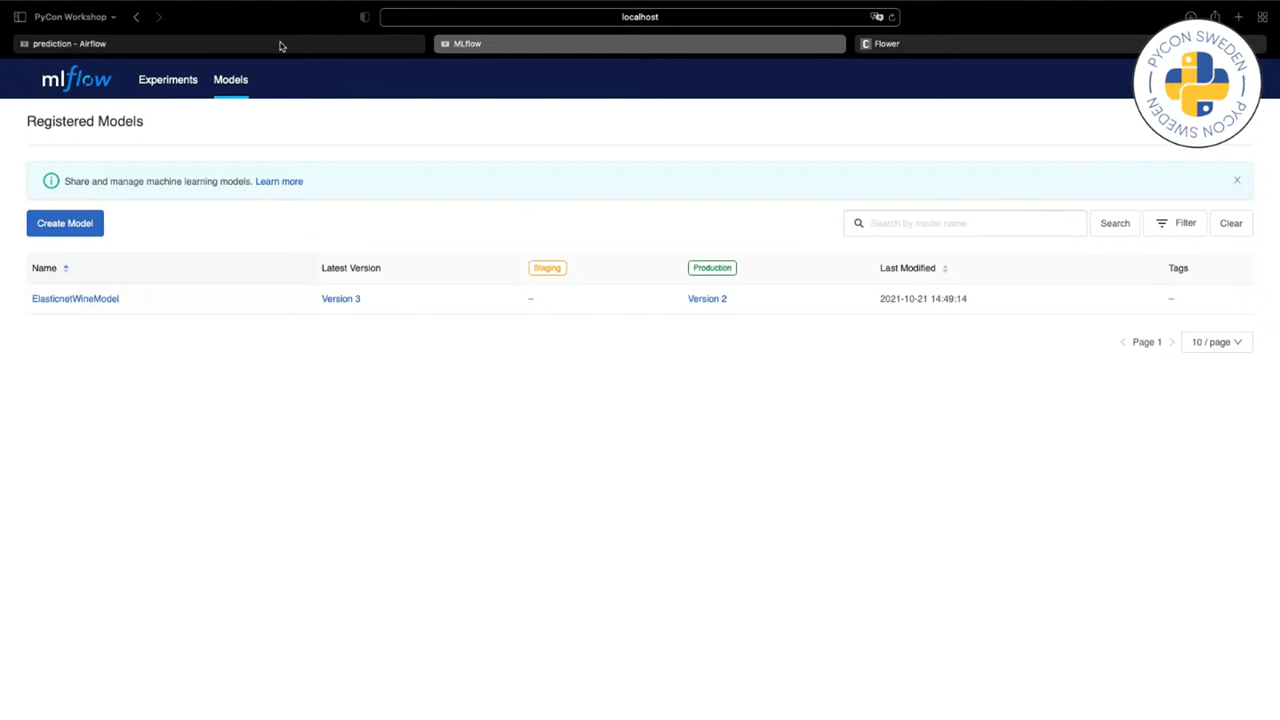 PyCon Workshop
localhost
prediction - Airflow
MLflow
C Flower
PYCON SWEDEN
PYCON SWEDEN
mlflow
Experiments
Models
Registered Models
Share and manage machine learning models. Learn more
Create Model
Search by model name
Search
Filter
Clear
Name Latest Version Staging Production Last Modified Tags
ElasticnetWineModel Version 3 – Version 2 2021-10-21 14:49:14 –
Page 1
10 / page